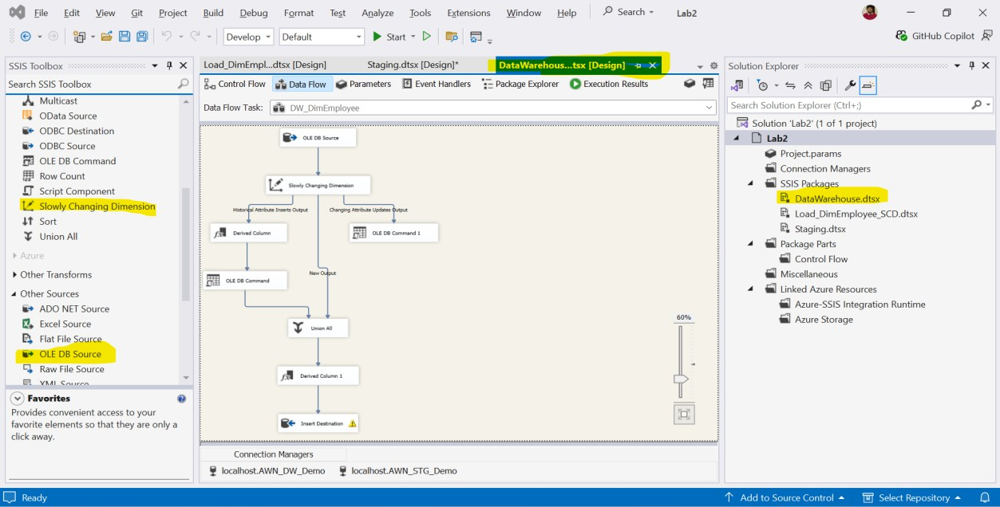 File Edit View Git Project Build Debug Format Test Analyze Tools Extensions Window Help Search Lab2
Develop Default Start GitHub Copilot
SSIS Toolbox
Search SSIS Toolbox
Multicast
OData Source
ODBC Destination
ODBC Source
OLE DB Command
Row Count
Script Component
Slowly Changing Dimension
Sort
Union All
Azure
Other Transforms
Other Sources
ADO NET Source
Excel Source
Flat File Source
OLE DB Source
Raw File Source
XML Source
Favorites
Provides convenient access to your
favorite elements so that they are only a
click away.
Load_DimEmpl...dtsx [Design] Staging.dtsx [Design]* DataWarehous...tsx [Design]
Control Flow Data Flow Parameters Event Handlers Package Explorer Execution Results
Data Flow Task: DW_DimEmployee
OLE DB Source
Slowly Changing Dimension
Historical Attribute Inserts Output Changing Attribute Updates Output
Derived Column OLE DB Command 1
New Output
OLE DB Command
Union All
60%
Derived Column 1
Insert Destination
Connection Managers
localhost.AWN_DW_Demo localhost.AWN_STG_Demo
Solution Explorer
Search Solution Explorer (Ctrl+;)
Solution 'Lab2' (1 of 1 project)
Lab2
Project.params
Connection Managers
SSIS Packages
DataWarehouse.dtsx
Load_DimEmployee_SCD.dtsx
Staging.dtsx
Package Parts
Control Flow
Miscellaneous
Linked Azure Resources
Azure-SSIS Integration Runtime
Azure Storage
Ready Add to Source Control Select Repository